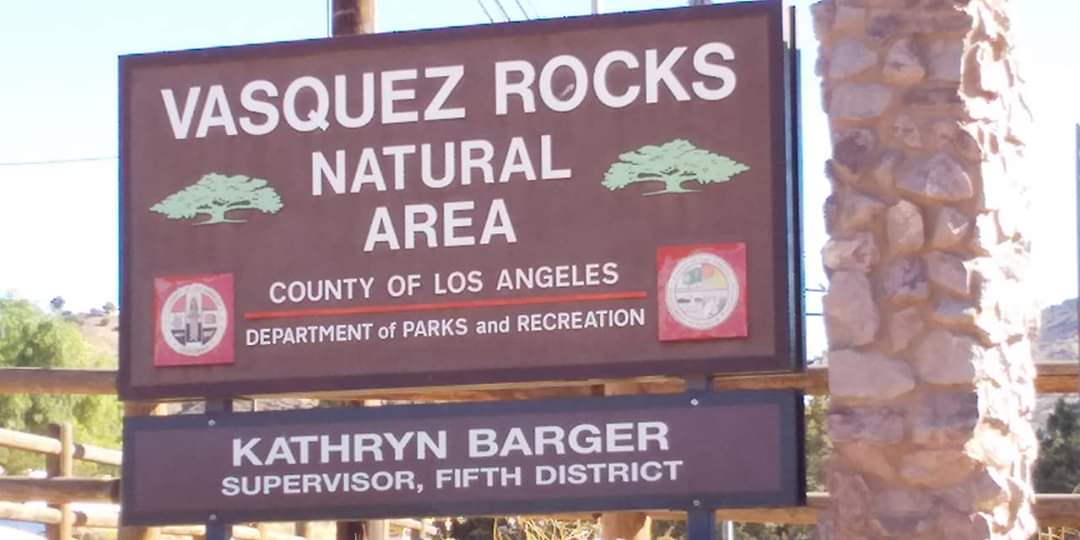 VASQUEZ ROCKS
NATURAL
AREA
COUNTY OF LOS ANGELES
DEPARTMENT of PARKS and RECREATION
KATHRYN BARGER
SUPERVISOR, FIFTH DISTRICT